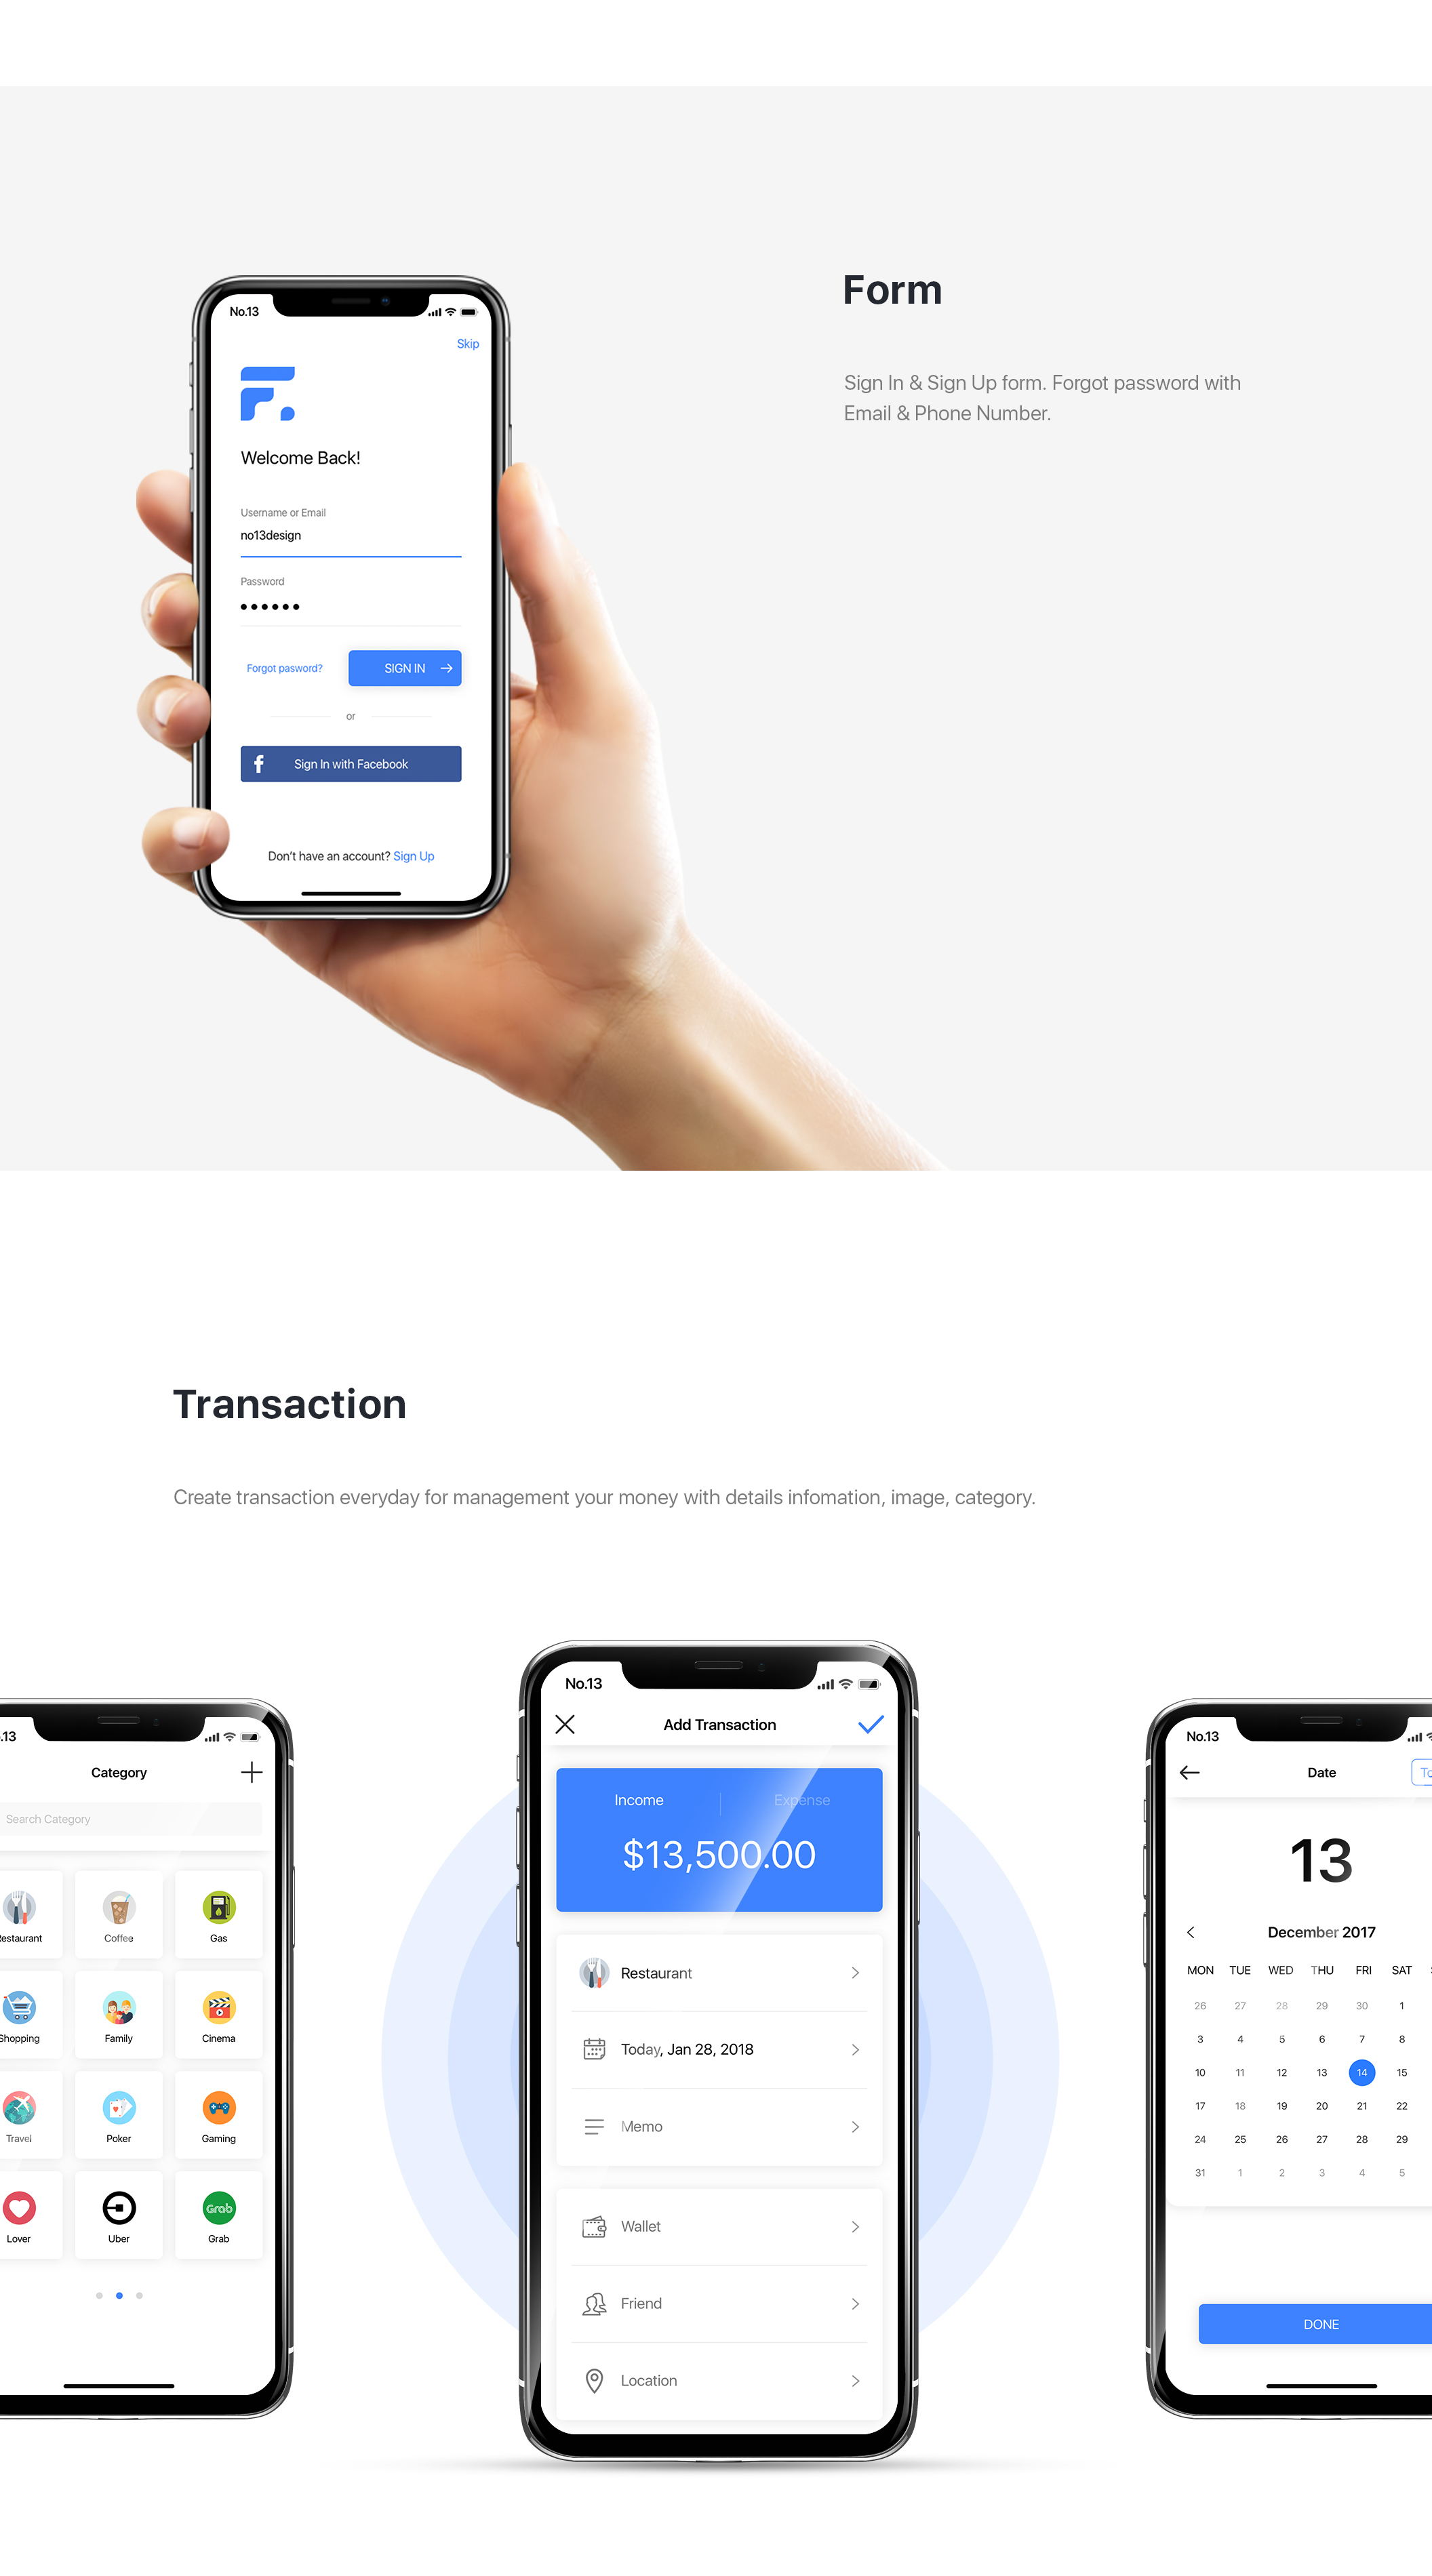 Form
Sign In & Sign Up form. Forgot password with
Email & Phone Number.
No.13
Skip
Welcome Back!
Username or Email
no13design
Password
Forgot pasword?
SIGN IN
or
Sign In with Facebook
Don't have an account? Sign Up
Transaction
Create transaction everyday for management your money with details infomation, image, category.
.13
Category
Search Category
estaurant
Coffee
Gas
Shopping
Family
Cinema
Travel
Poker
Gaming
Lover
Uber
Grab
Grab
No.13
Add Transaction
Income
Expense
$13,500.00
Restaurant
Today, Jan 28, 2018
Memo
Wallet
Friend
Location
No.13
Date
13
December 2017
MON TUE WED THU FRI SAT
26 27 28 29 30 1
3 4 5 6 7 8
10 11 12 13 14 15
17 18 19 20 21 22
24 25 26 27 28 29
31 1 2 3 4 5
DONE